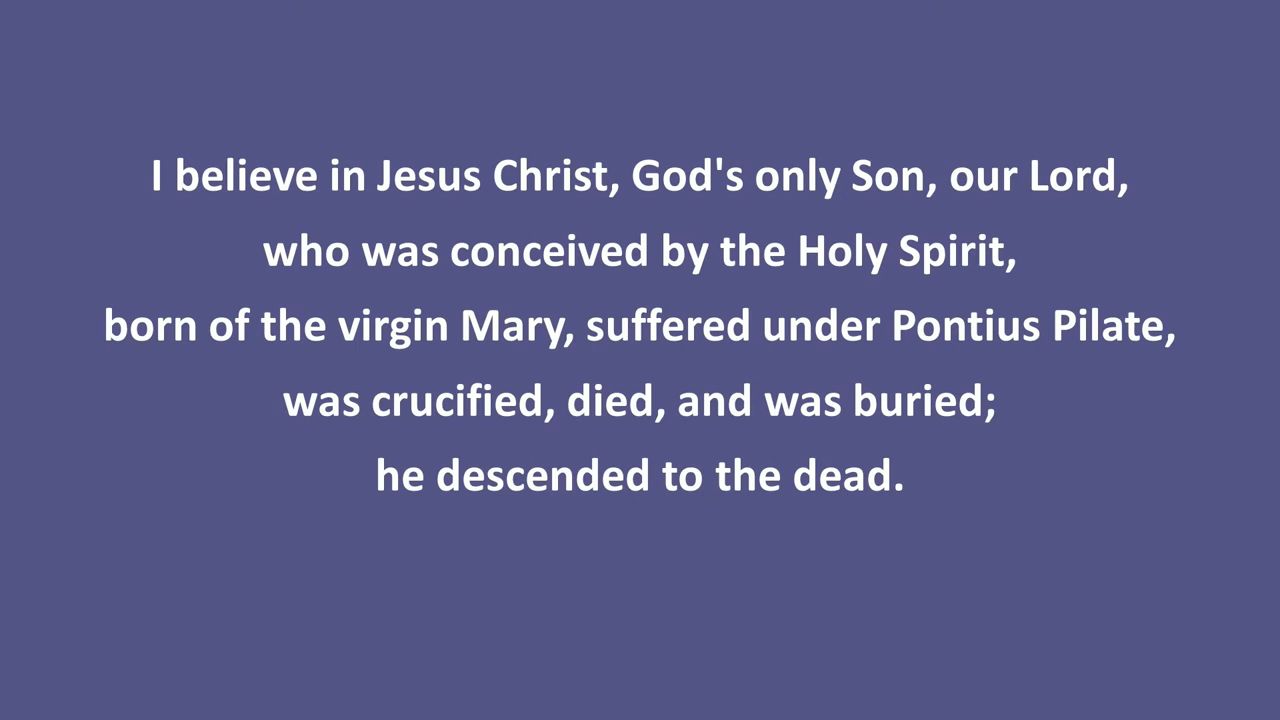 I believe in Jesus Christ, God's only Son, our Lord,
who was conceived by the Holy Spirit,
born of the virgin Mary, suffered under Pontius Pilate,
was crucified, died, and was buried;
he descended to the dead.